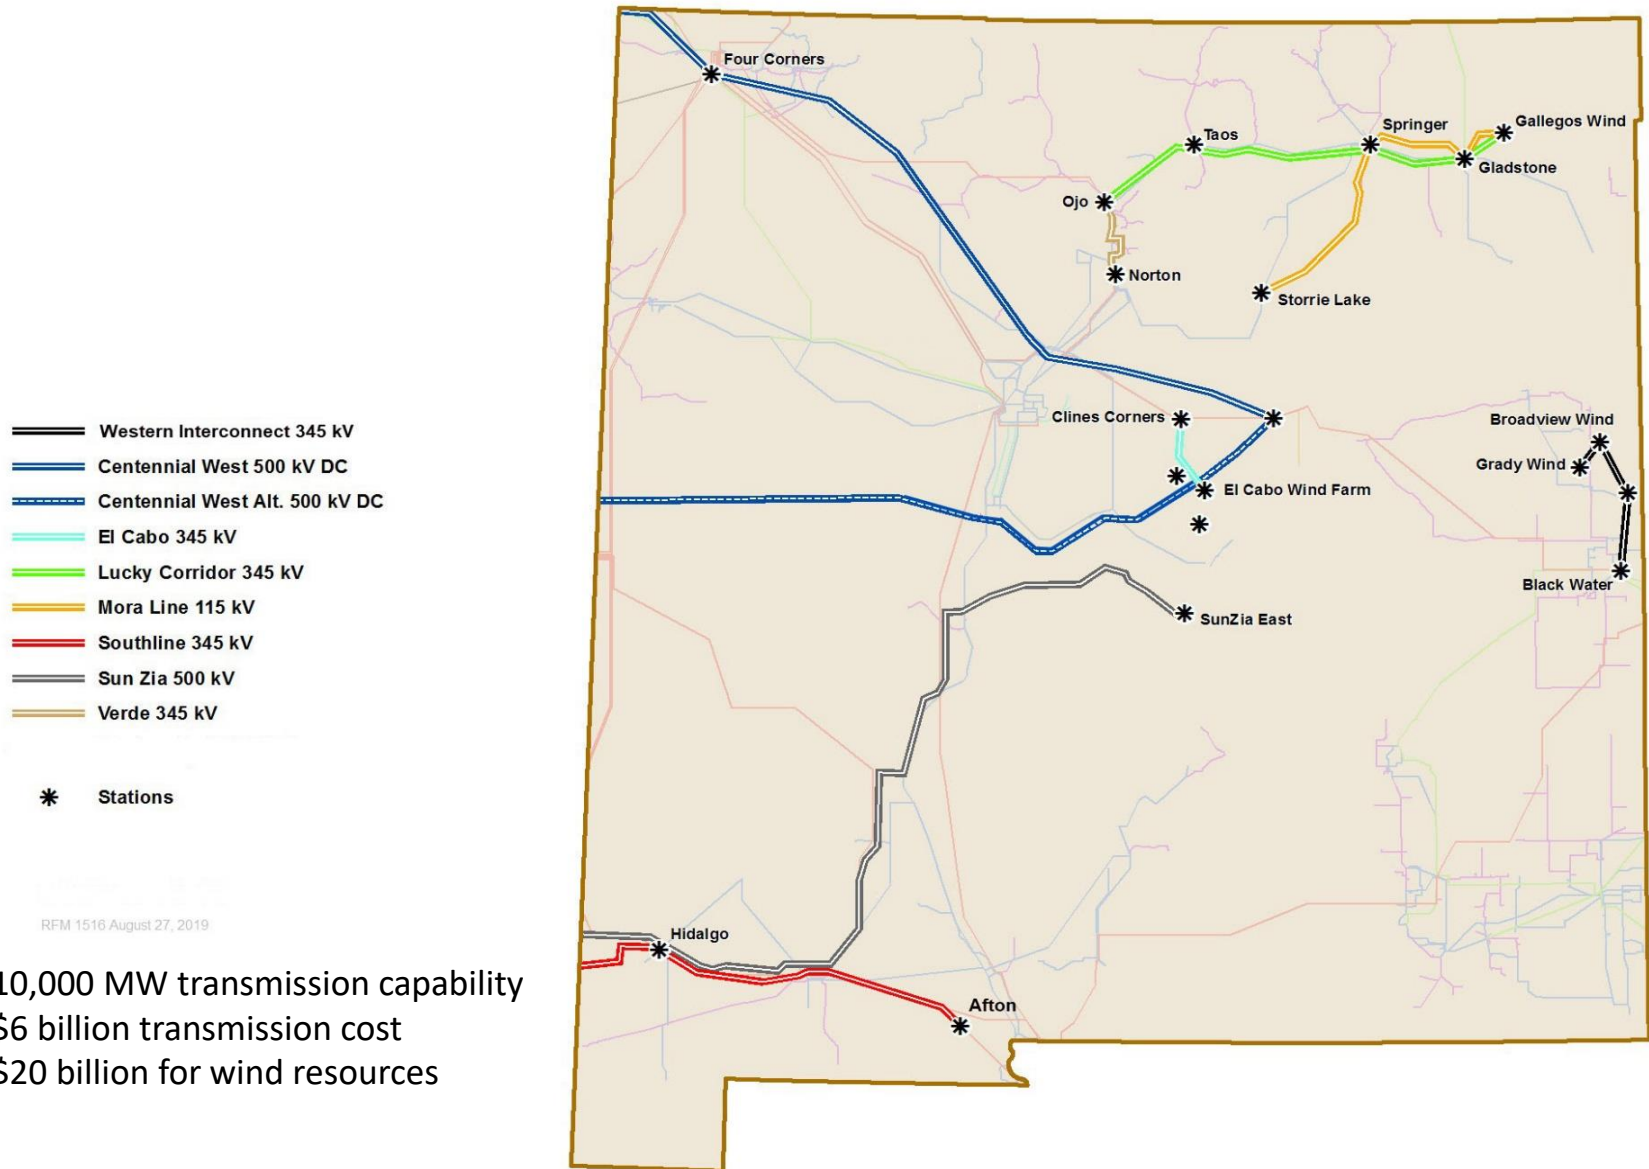 Four Corners
Taos
Springer
Gallegos Wind
Gladstone
Ojo
Norton
Storrie Lake
Clines Corners
Broadview Wind
Grady Wind
El Cabo Wind Farm
Black Water
SunZia East
Hidalgo
Afton
Western Interconnect 345 kV
Centennial West 500 kV DC
Centennial West Alt. 500 kV DC
El Cabo 345 kV
Lucky Corridor 345 kV
Mora Line 115 kV
Southline 345 kV
Sun Zia 500 kV
Verde 345 kV
Stations
RFM 1516 August 27, 2019
10,000 MW transmission capability
$6 billion transmission cost
$20 billion for wind resources